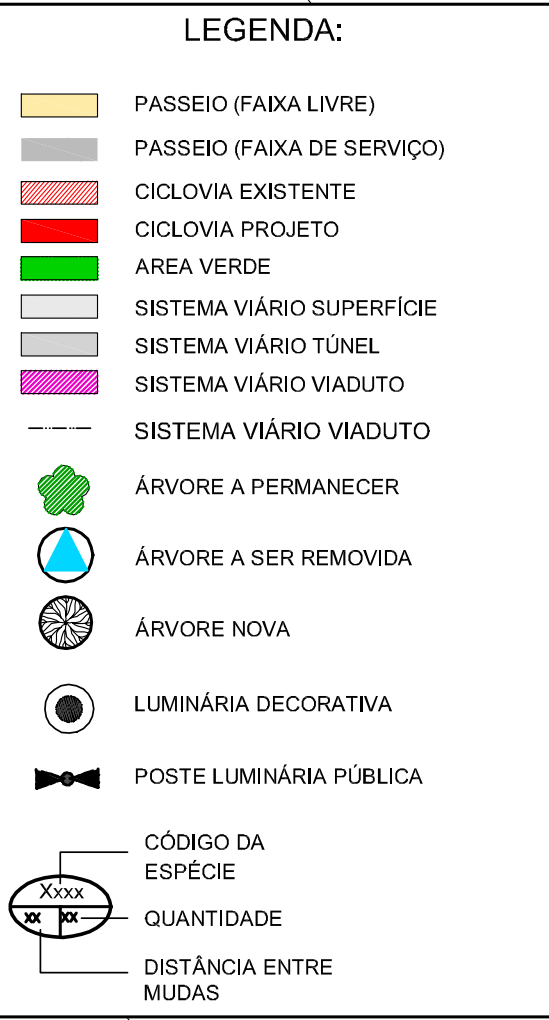 LEGENDA:
PASSEIO (FAIXA LIVRE)
PASSEIO (FAIXA DE SERVIÇO)
CICLOVIA EXISTENTE
CICLOVIA PROJETO
AREA VERDE
SISTEMA VIÁRIO SUPERFÍCIE
SISTEMA VIÁRIO TÚNEL
SISTEMA VIÁRIO VIADUTO
SISTEMA VIÁRIO VIADUTO
ÁRVORE A PERMANECER
ÁRVORE A SER REMOVIDA
ÁRVORE NOVA
LUMINÁRIA DECORATIVA
POSTE LUMINÁRIA PÚBLICA
CÓDIGO DA
ESPÉCIE
Xxxx
xx xx
QUANTIDADE
DISTÂNCIA ENTRE
MUDAS